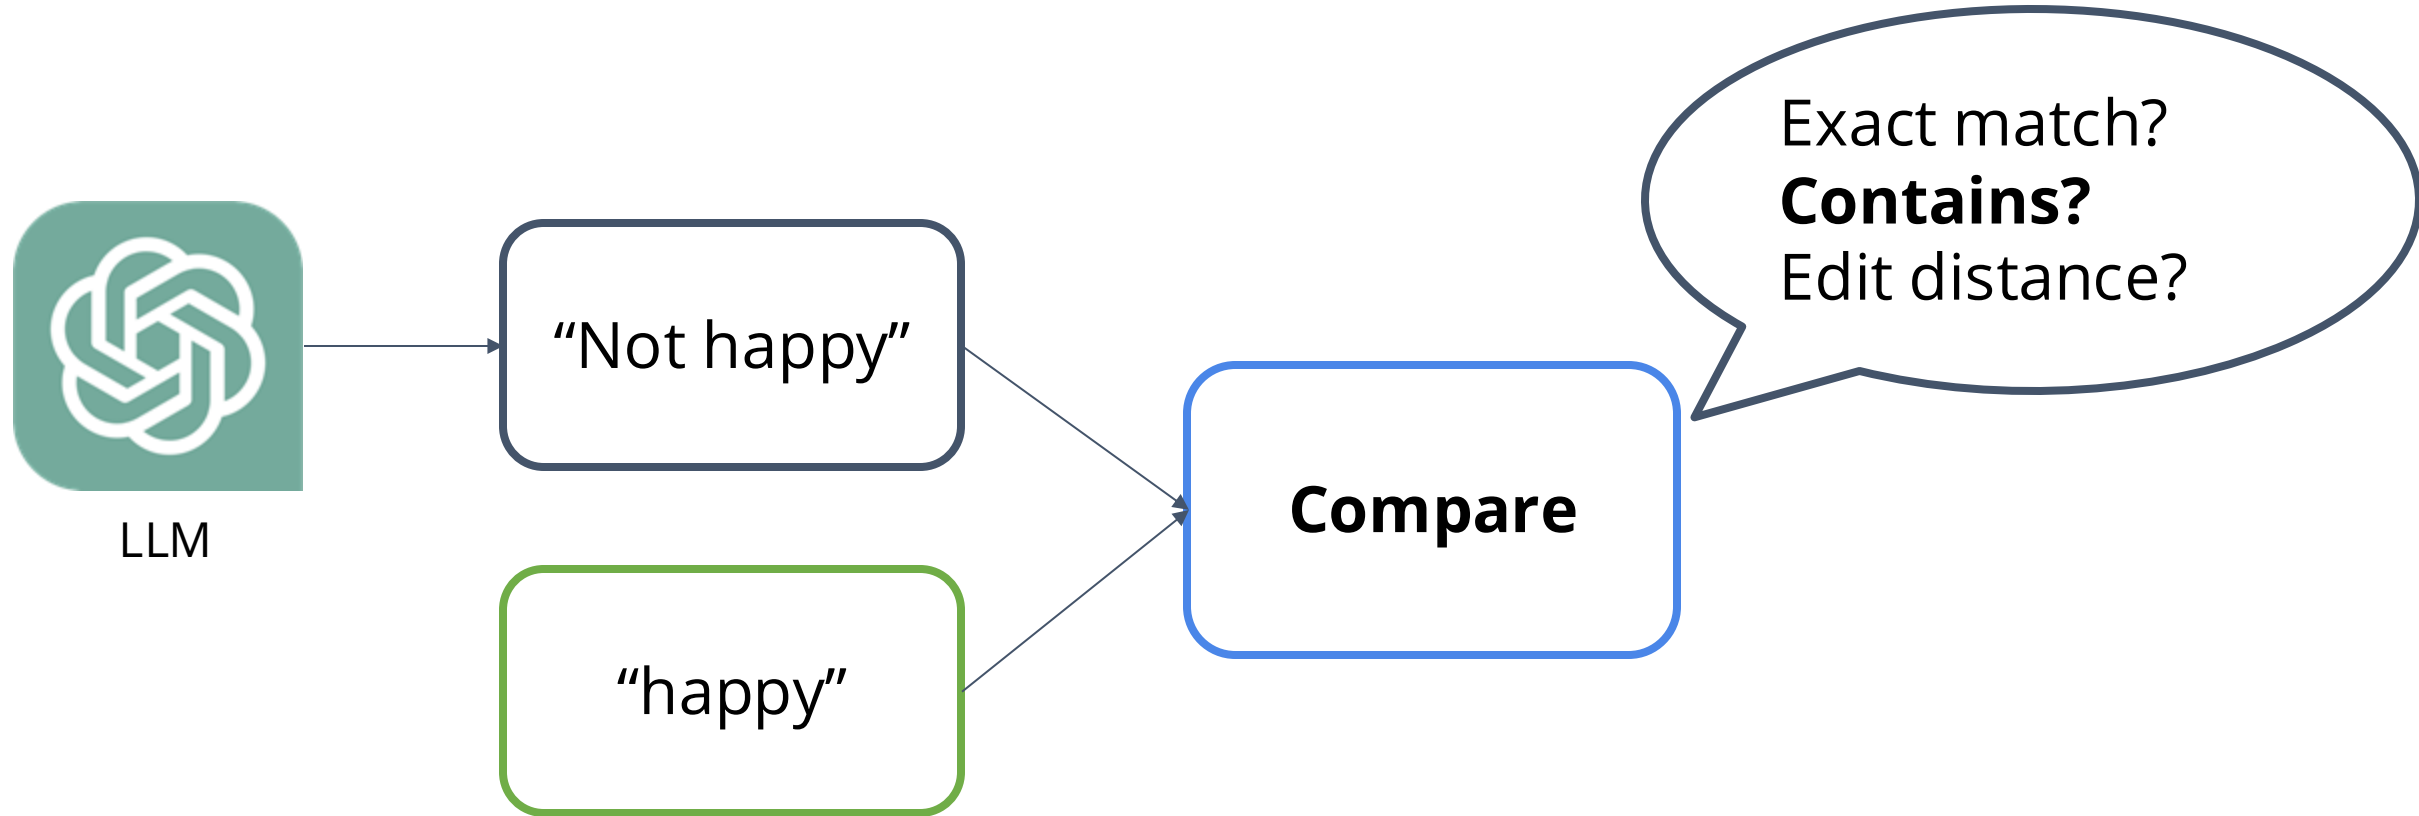 Exact match?
Contains?
Edit distance?
“Not happy”
Compare
LLM
“happy”